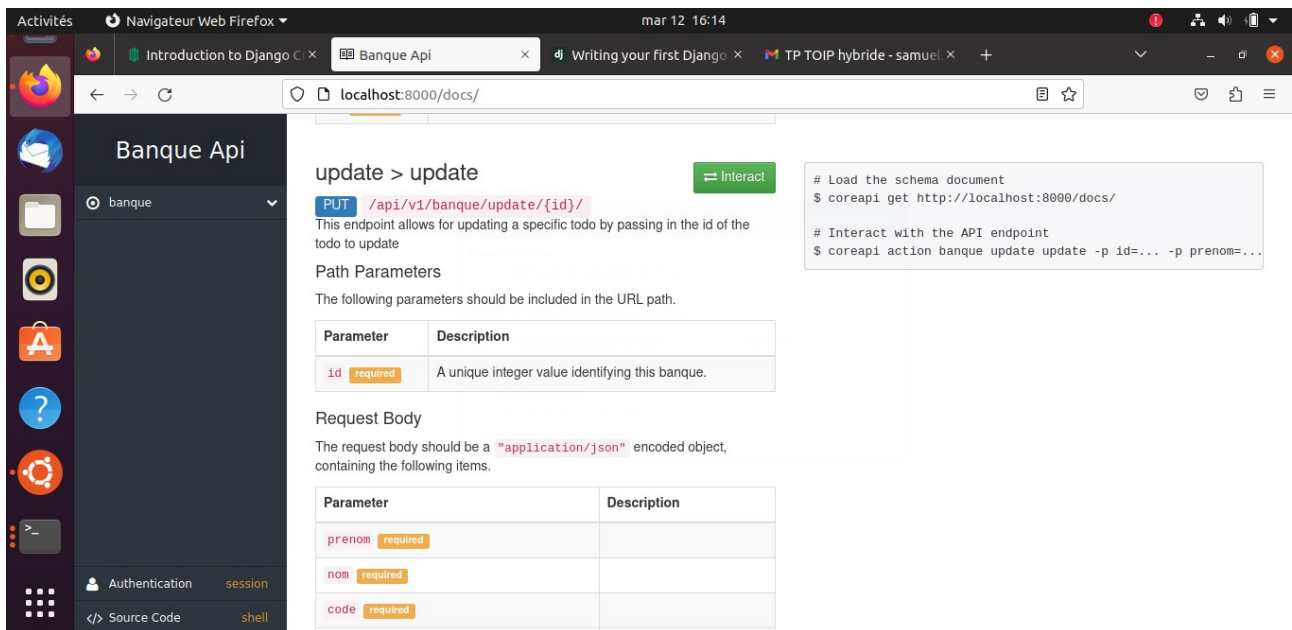 Activités Navigateur Web Firefox mar 12 16:14
Introduction to Django C Banque Api dj Writing your first Django TP TOIP hybride - samuel.
localhost:8000/docs/
Banque Api
banque
Authentication session
</> Source Code shell
update > update
Interact
PUT /api/v1/banque/update/{id}/
This endpoint allows for updating a specific todo by passing in the id of the
todo to update
Path Parameters
The following parameters should be included in the URL path.
Parameter Description
id required A unique integer value identifying this banque.
Request Body
The request body should be a "application/json" encoded object,
containing the following items.
Parameter Description
prenom required
nom required
code required
# Load the schema document
$ coreapi get http://localhost:8000/docs/
# Interact with the API endpoint
$ coreapi action banque update update -p id=... -p prenom=...